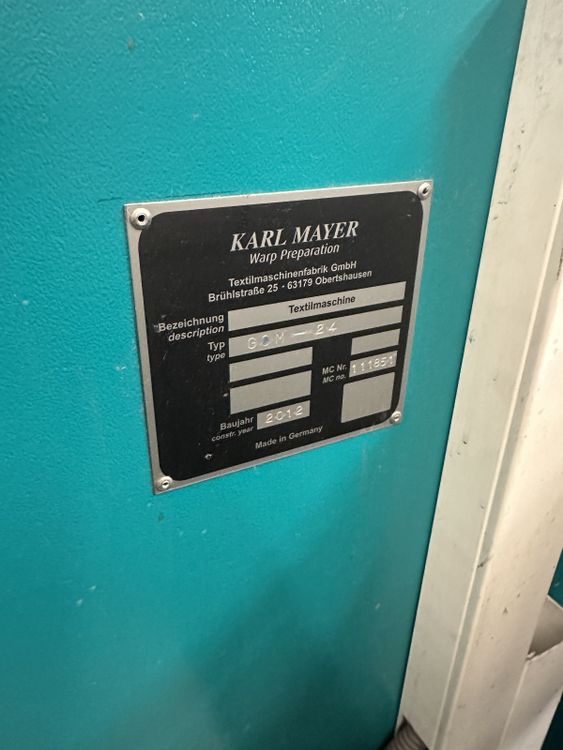 KARL MAYER
Warp Preparation
Textilmaschinenfabrik GmbH
Brühlstraße 25 · 63179 Obertshausen
Bezeichnung description Textilmaschine
Typ type GOM — 24
MC Nr. MC no. 111851
Baujahr constr. year 2012
Made in Germany